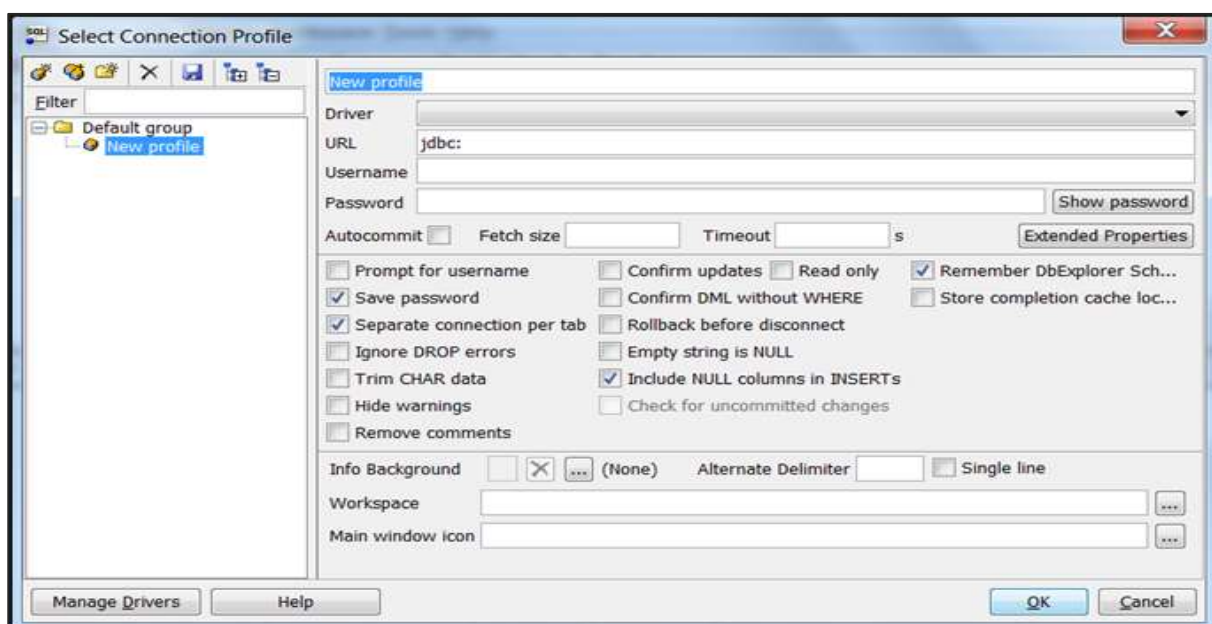 Select Connection Profile
Filter
Default group
New profile
New profile
Driver
URL jdbc:
Username
Password Show password
Autocommit Fetch size Timeout s Extended Properties
Prompt for username Confirm updates Read only Remember DbExplorer Sch...
Save password Confirm DML without WHERE Store completion cache loc...
Separate connection per tab Rollback before disconnect
Ignore DROP errors Empty string is NULL
Trim CHAR data Include NULL columns in INSERTs
Hide warnings Check for uncommitted changes
Remove comments
Info Background ... (None) Alternate Delimiter Single line
Workspace ...
Main window icon ...
Manage Drivers Help OK Cancel